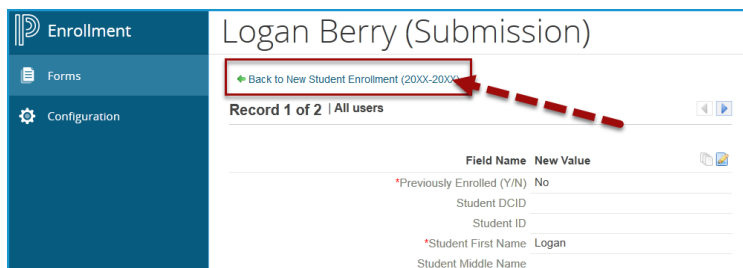 Enrollment
Logan Berry (Submission)
Forms
Back to New Student Enrollment (20XX-20XX)
Configuration
Record 1 of 2 | All users
Field Name New Value
*Previously Enrolled (Y/N) No
Student DCID
Student ID
*Student First Name Logan
Student Middle Name